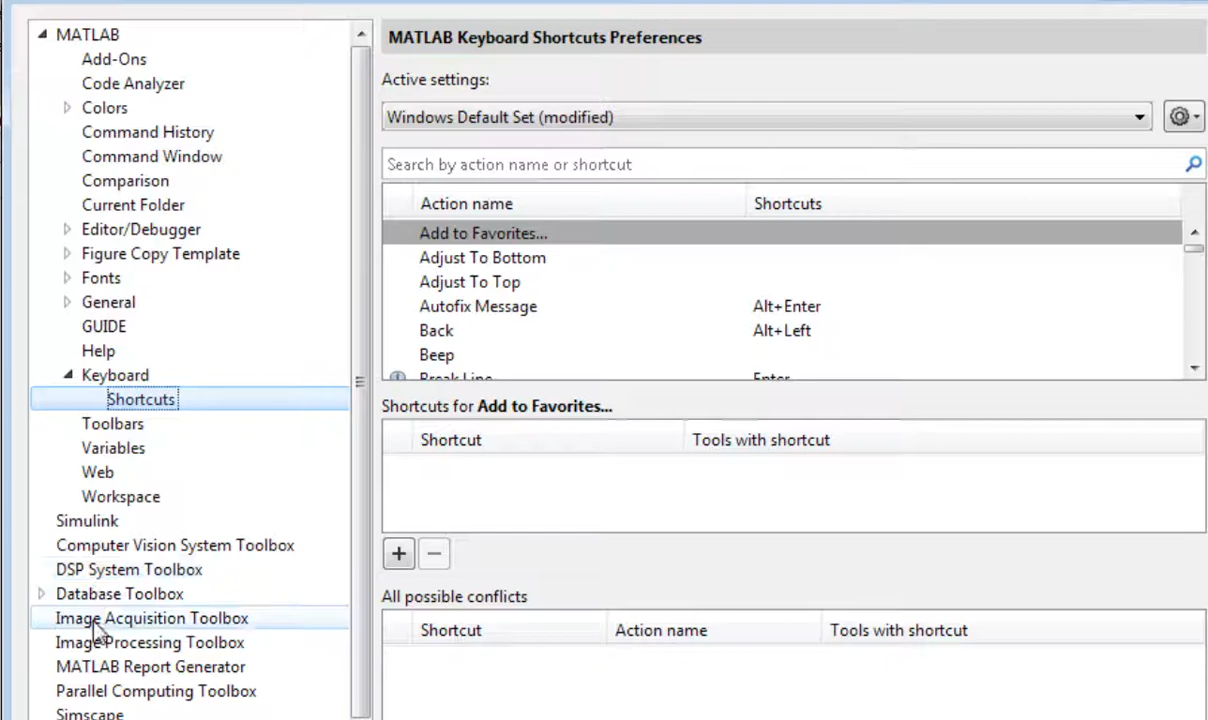 MATLAB
Add-Ons
Code Analyzer
Colors
Command History
Command Window
Comparison
Current Folder
Editor/Debugger
Figure Copy Template
Fonts
General
GUIDE
Help
Keyboard
Shortcuts
Toolbars
Variables
Web
Workspace
Simulink
Computer Vision System Toolbox
DSP System Toolbox
Database Toolbox
Image Acquisition Toolbox
Image Processing Toolbox
MATLAB Report Generator
Parallel Computing Toolbox
Simscape
MATLAB Keyboard Shortcuts Preferences
Active settings:
Windows Default Set (modified)
Search by action name or shortcut
Action name Shortcuts
Add to Favorites...
Adjust To Bottom
Adjust To Top
Autofix Message Alt+Enter
Back Alt+Left
Beep
Break Line Enter
Shortcuts for Add to Favorites...
Shortcut Tools with shortcut
All possible conflicts
Shortcut Action name Tools with shortcut